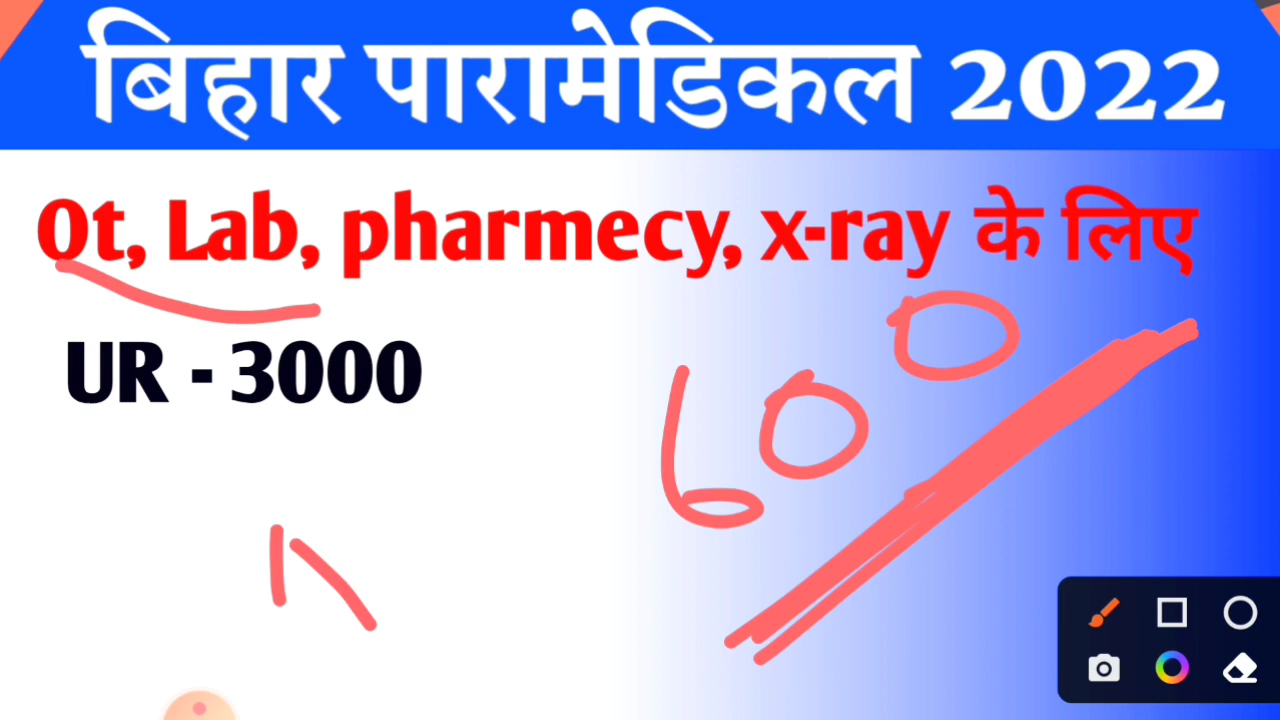 बिहार पारामेडिकल 2022
Ot, Lab, pharmecy, x-ray के लिए
UR - 3000
600